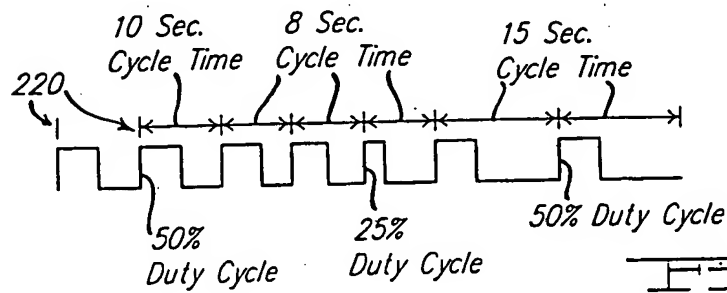 10 Sec.
Cycle Time
8 Sec.
Cycle Time
15 Sec.
Cycle Time
220
50%
Duty Cycle
25%
Duty Cycle
50% Duty Cycle